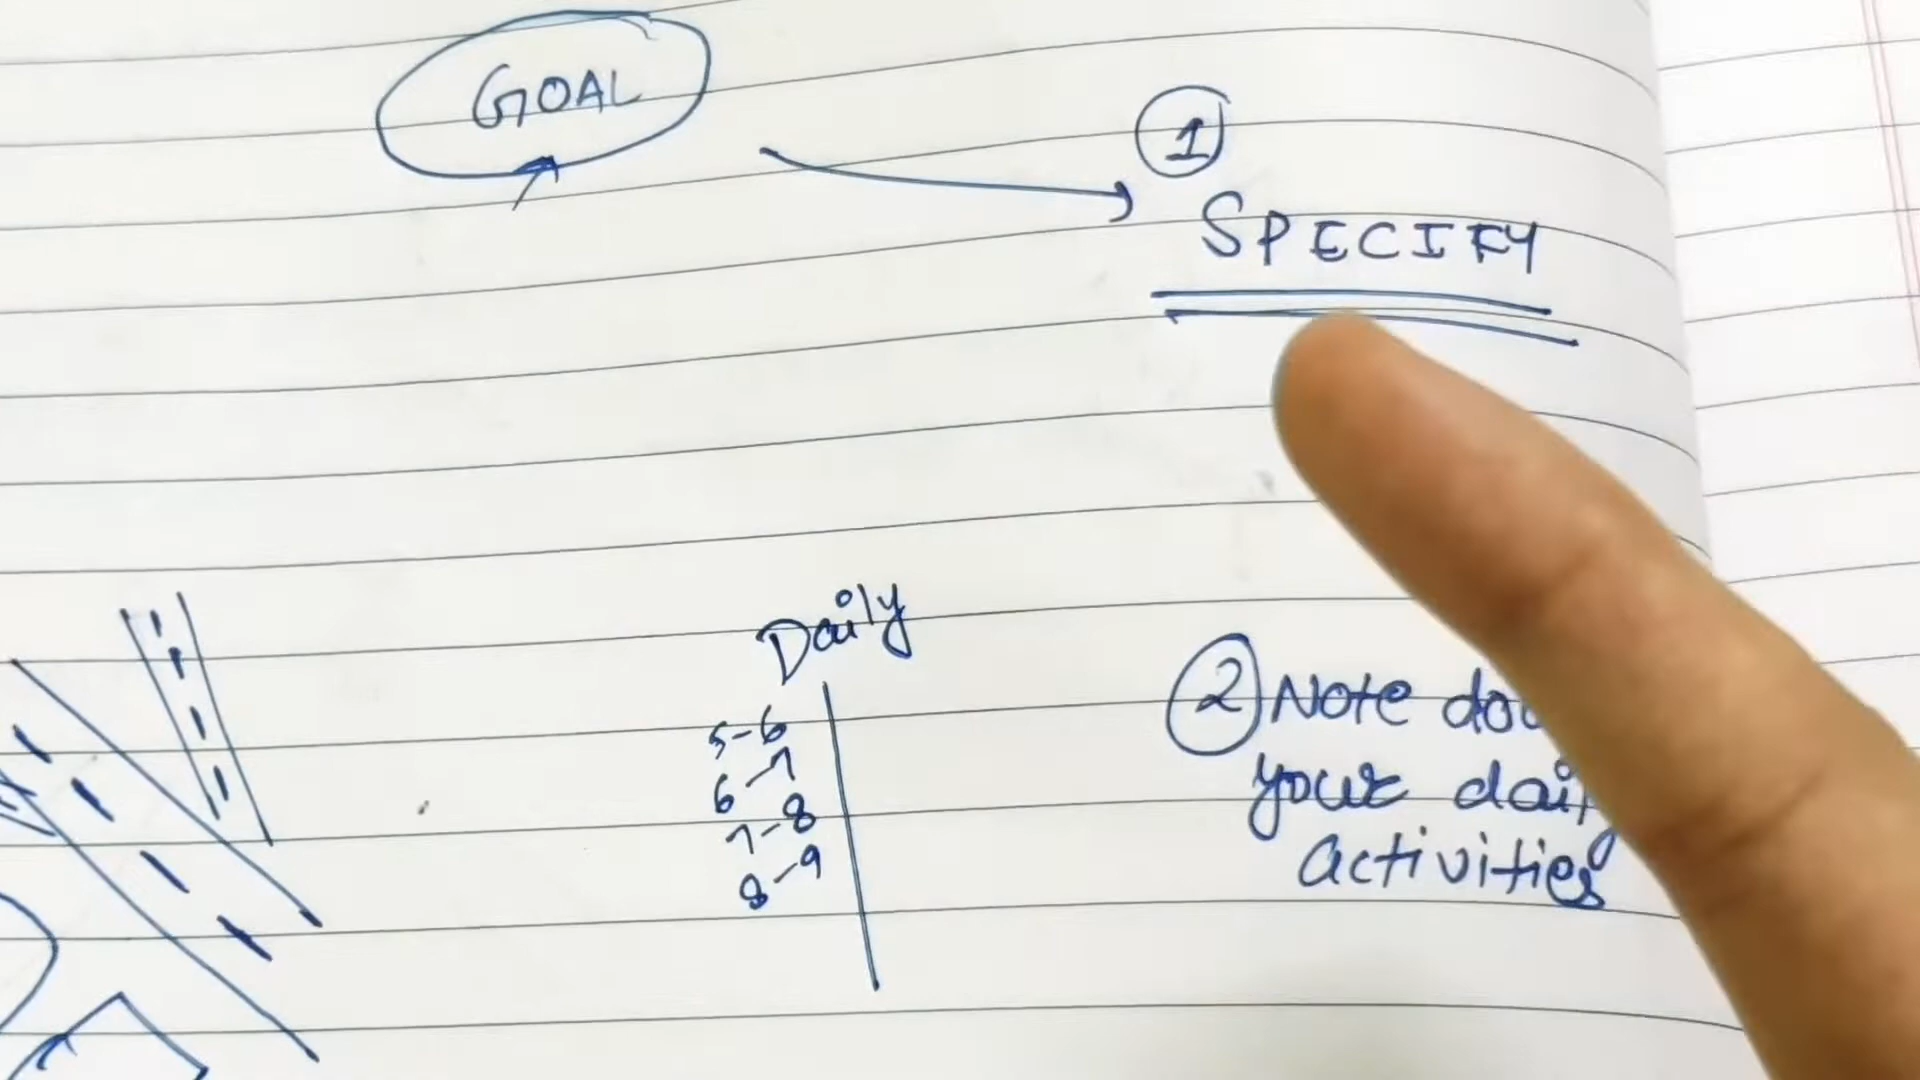 GOAL
1
SPECIFY
Daily
5-6
6-7
7-8
8-9
2 Note
your
activities